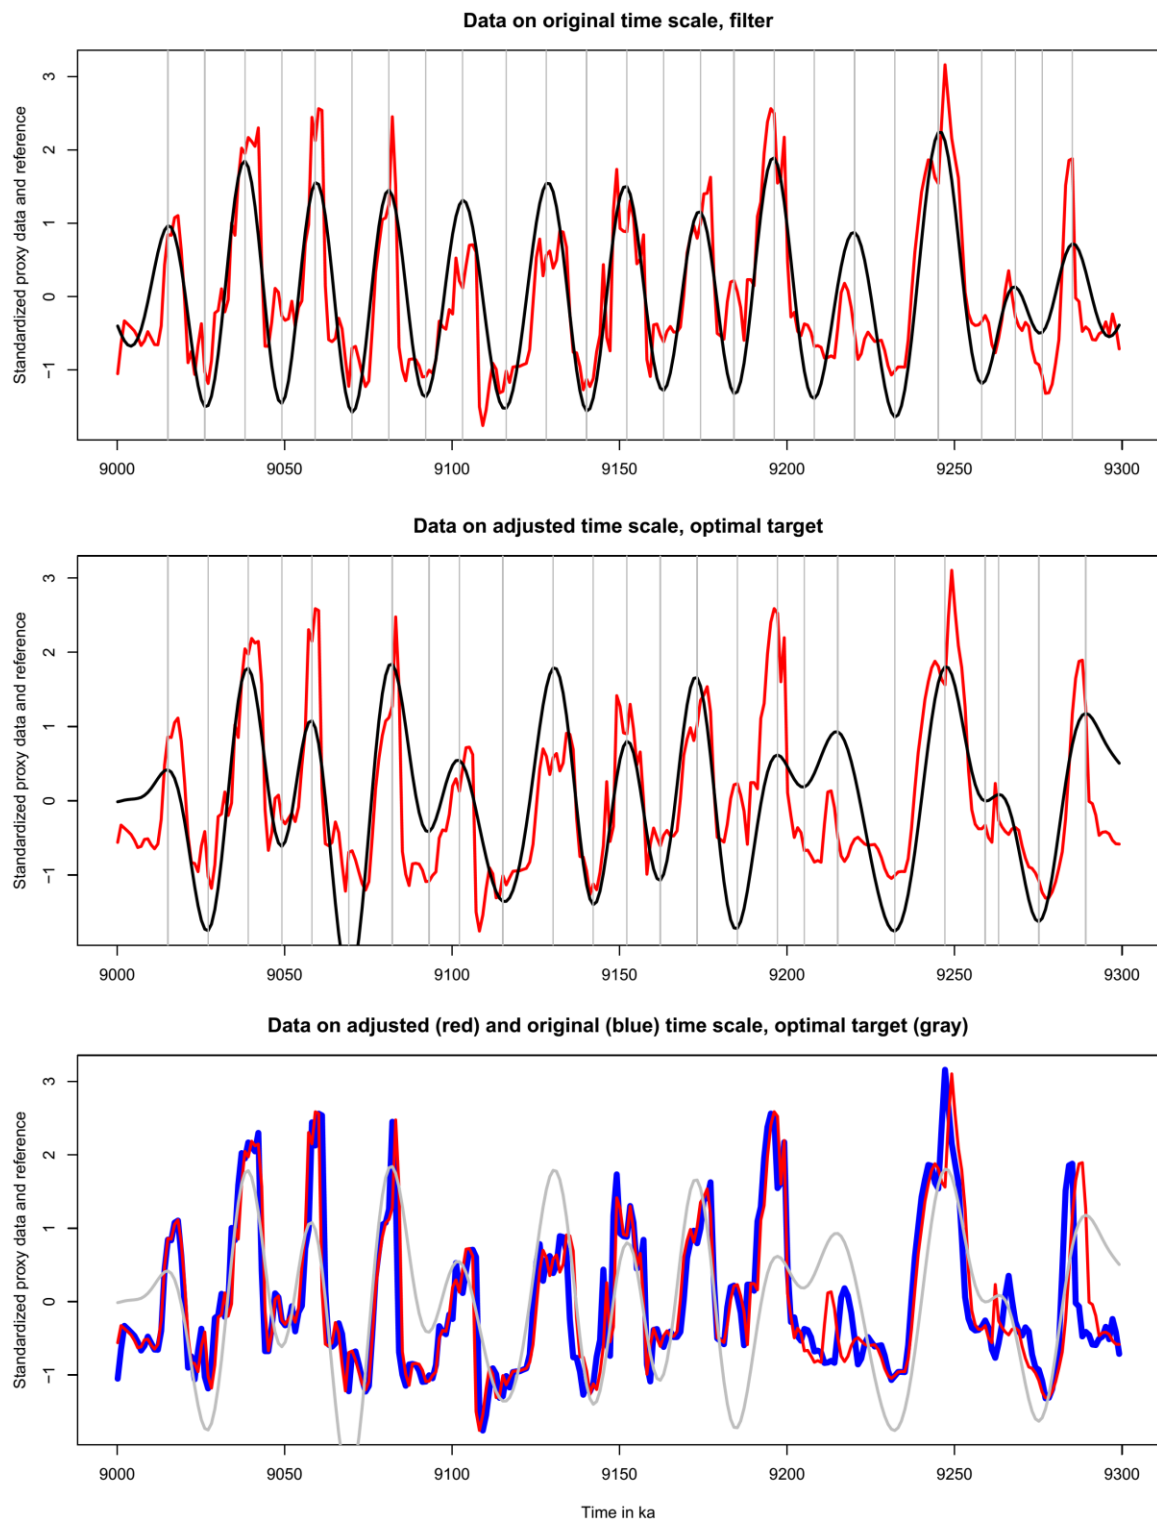 Data on original time scale, filter
Standardized proxy data and reference
3
2
1
0
−1
9000 9050 9100 9150 9200 9250 9300
Data on adjusted time scale, optimal target
Standardized proxy data and reference
3
2
1
0
−1
9000 9050 9100 9150 9200 9250 9300
Data on adjusted (red) and original (blue) time scale, optimal target (gray)
Standardized proxy data and reference
3
2
1
0
−1
9000 9050 9100 9150 9200 9250 9300
Time in ka